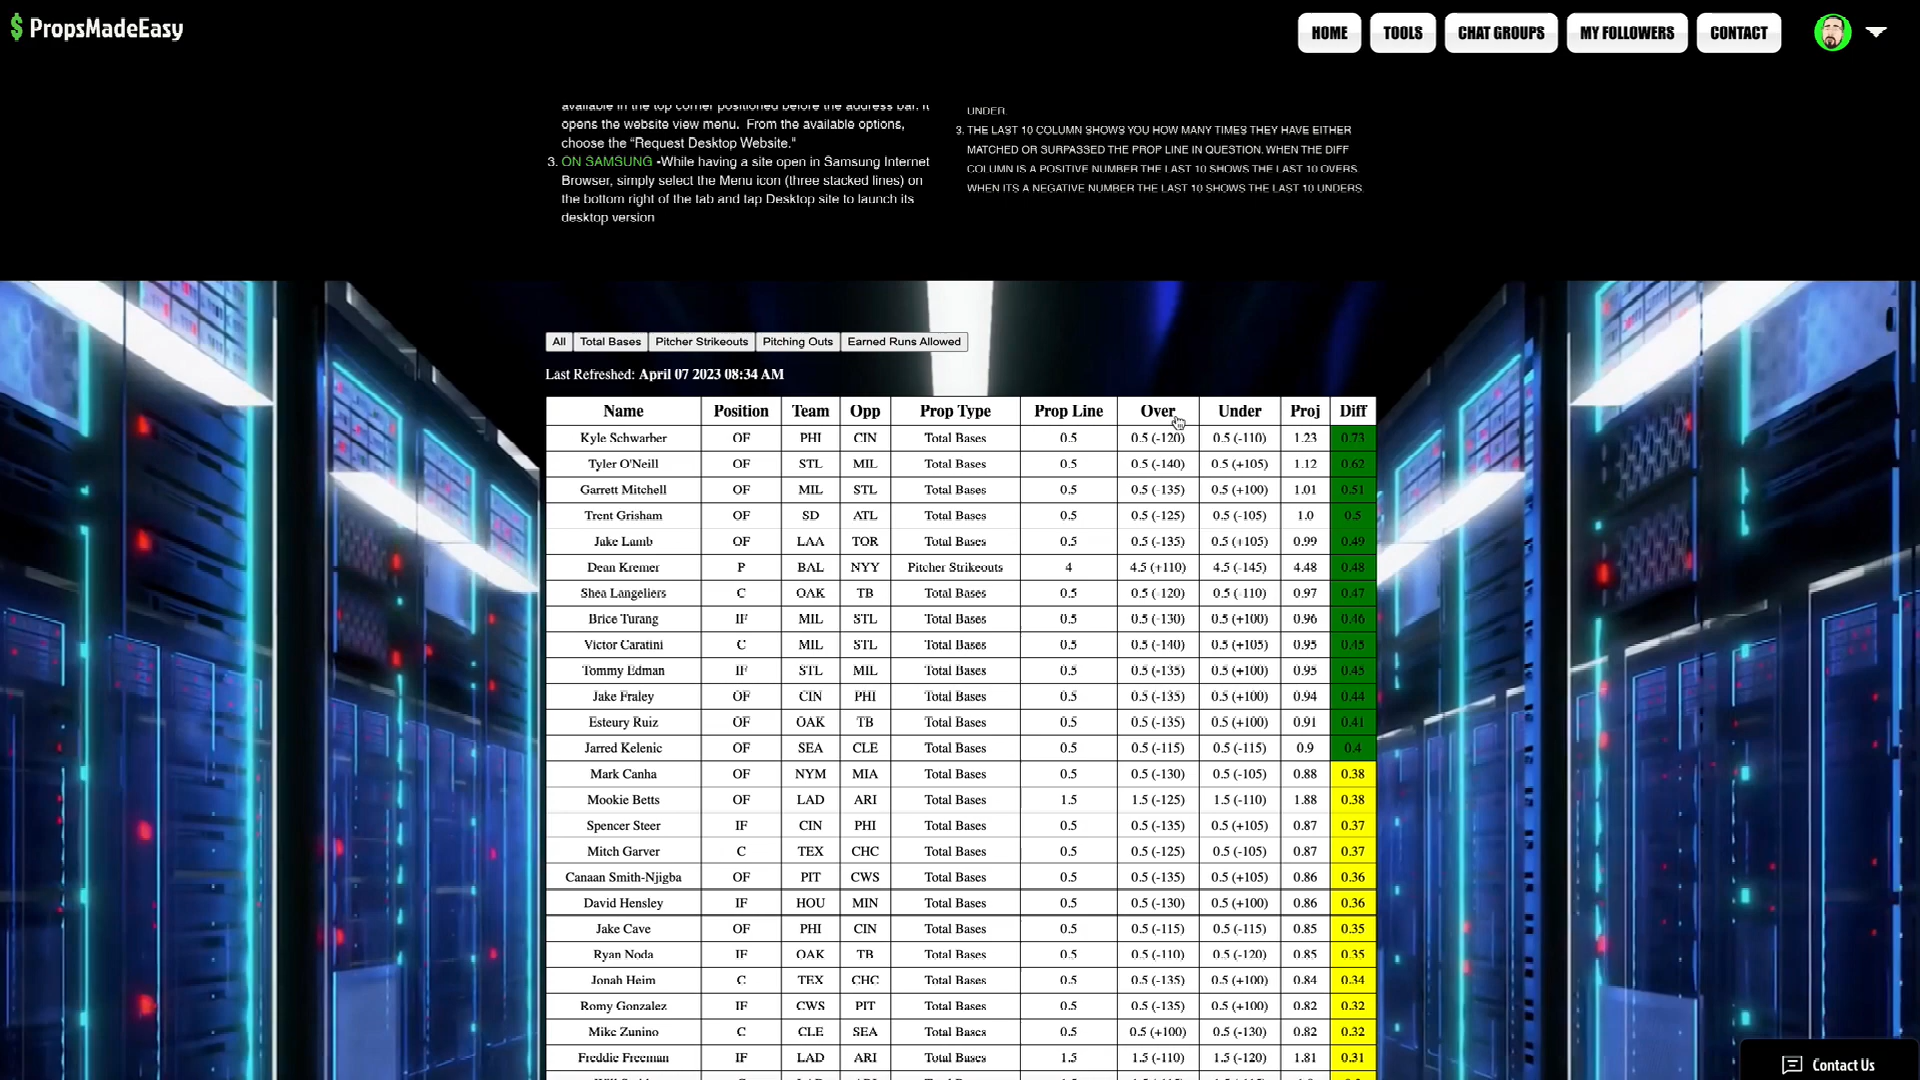 $ PropsMadeEasy
HOME TOOLS CHAT GROUPS MY FOLLOWERS CONTACT
available in the top corner positioned before the address bar. It
opens the website view menu. From the available options,
choose the “Request Desktop Website.”
3. ON SAMSUNG -While having a site open in Samsung Internet
Browser, simply select the Menu icon (three stacked lines) on
the bottom right of the tab and tap Desktop site to launch its
desktop version
UNDER.
3. THE LAST 10 COLUMN SHOWS YOU HOW MANY TIMES THEY HAVE EITHER
MATCHED OR SURPASSED THE PROP LINE IN QUESTION. WHEN THE DIFF
COLUMN IS A POSITIVE NUMBER THE LAST 10 SHOWS THE LAST 10 OVERS.
WHEN ITS A NEGATIVE NUMBER THE LAST 10 SHOWS THE LAST 10 UNDERS.
All Total Bases Pitcher Strikeouts Pitching Outs Earned Runs Allowed
Last Refreshed: April 07 2023 08:34 AM
Name Position Team Opp Prop Type Prop Line Over Under Proj Diff
Kyle Schwarber OF PHI CIN Total Bases 0.5 0.5 (-120) 0.5 (-110) 1.23 0.73
Tyler O'Neill OF STL MIL Total Bases 0.5 0.5 (-140) 0.5 (+105) 1.12 0.62
Garrett Mitchell OF MIL STL Total Bases 0.5 0.5 (-135) 0.5 (+100) 1.01 0.51
Trent Grisham OF SD ATL Total Bases 0.5 0.5 (-125) 0.5 (-105) 1.0 0.5
Jake Lamb OF LAA TOR Total Bases 0.5 0.5 (-135) 0.5 (+105) 0.99 0.49
Dean Kremer P BAL NYY Pitcher Strikeouts 4 4.5 (+110) 4.5 (-145) 4.48 0.48
Shea Langeliers C OAK TB Total Bases 0.5 0.5 (-120) 0.5 (-110) 0.97 0.47
Brice Turang IF MIL STL Total Bases 0.5 0.5 (-130) 0.5 (+100) 0.96 0.46
Victor Caratini C MIL STL Total Bases 0.5 0.5 (-140) 0.5 (+105) 0.95 0.45
Tommy Edman IF STL MIL Total Bases 0.5 0.5 (-135) 0.5 (+100) 0.95 0.45
Jake Fraley OF CIN PHI Total Bases 0.5 0.5 (-135) 0.5 (+100) 0.94 0.44
Esteury Ruiz OF OAK TB Total Bases 0.5 0.5 (-135) 0.5 (+100) 0.91 0.41
Jarred Kelenic OF SEA CLE Total Bases 0.5 0.5 (-115) 0.5 (-115) 0.9 0.4
Mark Canha OF NYM MIA Total Bases 0.5 0.5 (-130) 0.5 (-105) 0.88 0.38
Mookie Betts OF LAD ARI Total Bases 1.5 1.5 (-125) 1.5 (-110) 1.88 0.38
Spencer Steer IF CIN PHI Total Bases 0.5 0.5 (-135) 0.5 (+105) 0.87 0.37
Mitch Garver C TEX CHC Total Bases 0.5 0.5 (-125) 0.5 (-105) 0.87 0.37
Canaan Smith-Njigba OF PIT CWS Total Bases 0.5 0.5 (-135) 0.5 (+105) 0.86 0.36
David Hensley IF HOU MIN Total Bases 0.5 0.5 (-130) 0.5 (+100) 0.86 0.36
Jake Cave OF PHI CIN Total Bases 0.5 0.5 (-115) 0.5 (-115) 0.85 0.35
Ryan Noda IF OAK TB Total Bases 0.5 0.5 (-110) 0.5 (-120) 0.85 0.35
Jonah Heim C TEX CHC Total Bases 0.5 0.5 (-135) 0.5 (+100) 0.84 0.34
Romy Gonzalez IF CWS PIT Total Bases 0.5 0.5 (-135) 0.5 (+100) 0.82 0.32
Mike Zunino C CLE SEA Total Bases 0.5 0.5 (+100) 0.5 (-130) 0.82 0.32
Freddie Freeman IF LAD ARI Total Bases 1.5 1.5 (-110) 1.5 (-120) 1.81 0.31
Contact Us